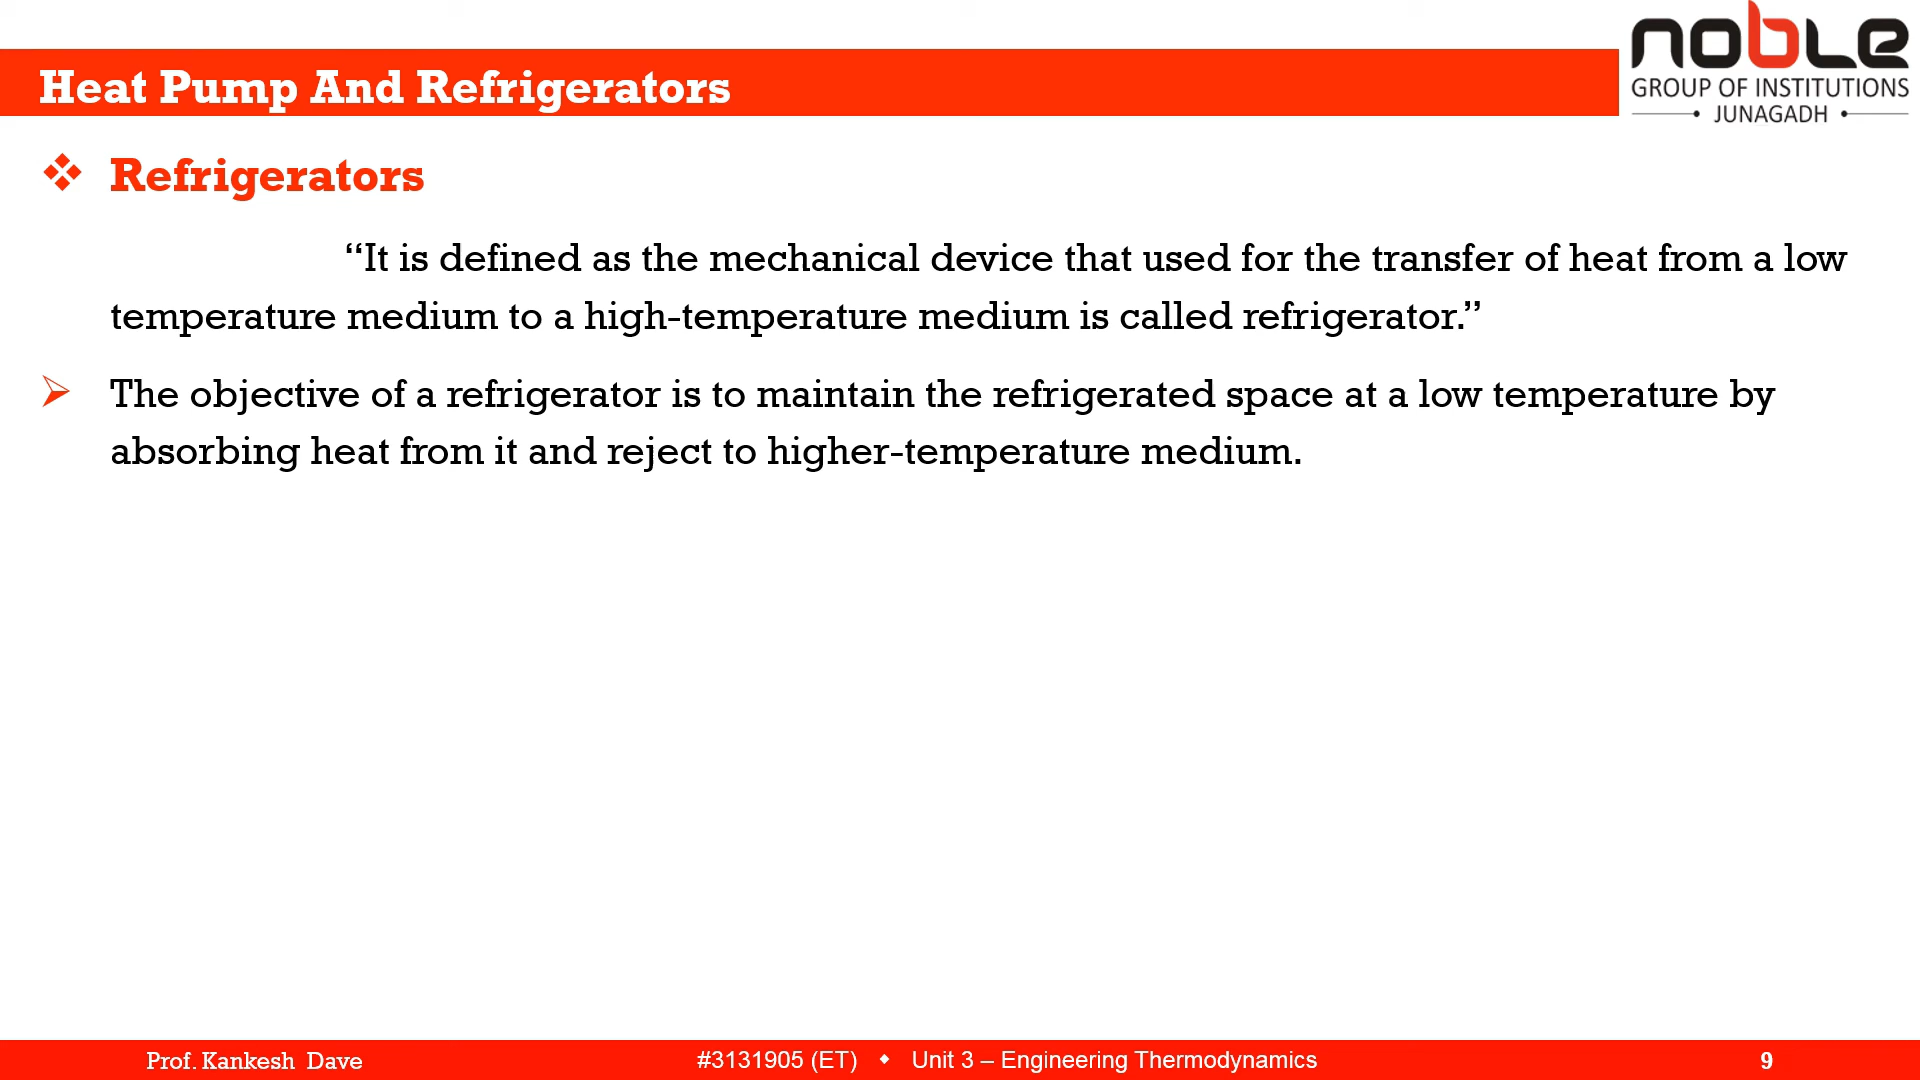 noble
GROUP OF INSTITUTIONS
• JUNAGADH •
Heat Pump And Refrigerators
❖ Refrigerators
“It is defined as the mechanical device that used for the transfer of heat from a low
temperature medium to a high-temperature medium is called refrigerator.”
➢ The objective of a refrigerator is to maintain the refrigerated space at a low temperature by
absorbing heat from it and reject to higher-temperature medium.
Prof. Kankesh Dave
#3131905 (ET) ⬥ Unit 3 – Engineering Thermodynamics
9